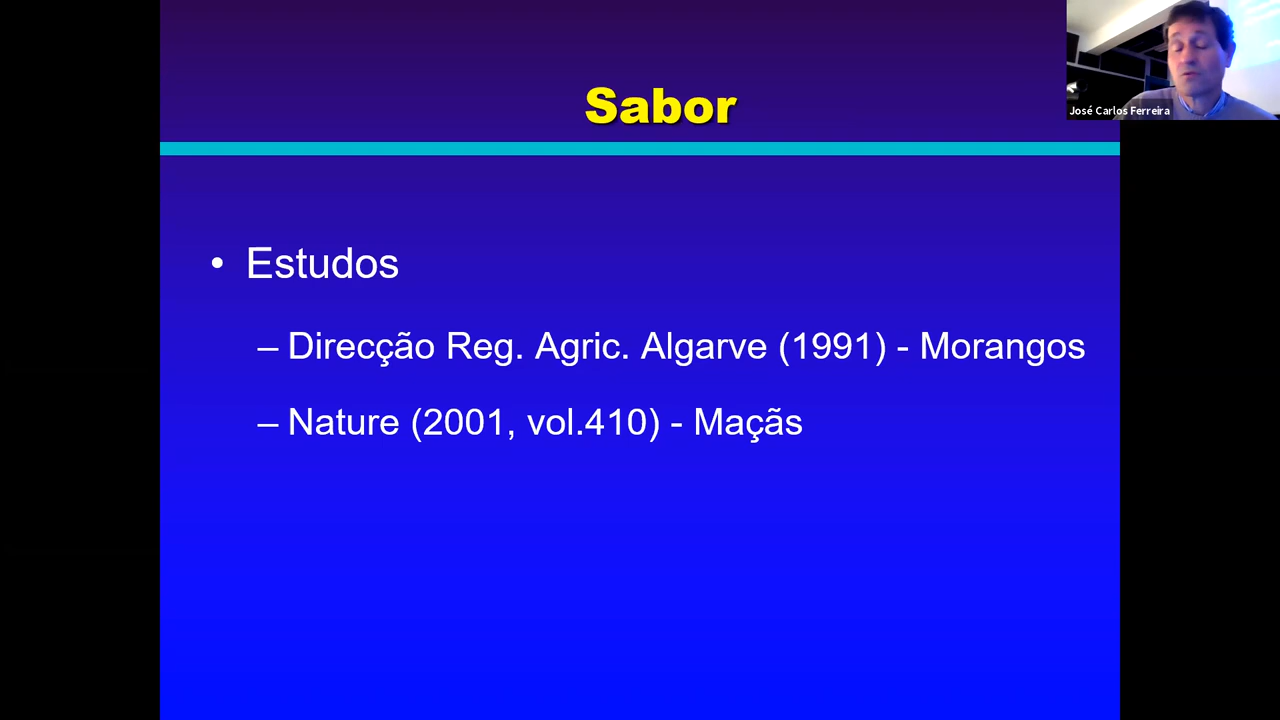 Sabor
José Carlos Ferreira
• Estudos
– Direcção Reg. Agric. Algarve (1991) - Morangos
– Nature (2001, vol.410) - Maçãs